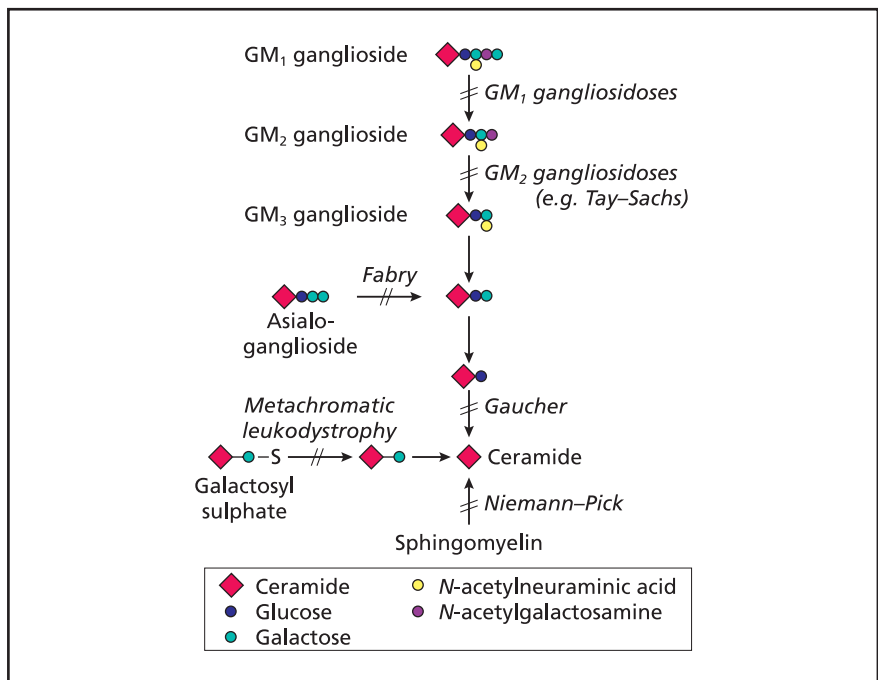 GM₁ ganglioside
GM₁ gangliosidoses
GM₂ ganglioside
GM₂ gangliosidoses
(e.g. Tay–Sachs)
GM₃ ganglioside
Fabry
Asialo-
ganglioside
Gaucher
Metachromatic
leukodystrophy
S
Ceramide
Galactosyl
sulphate
Niemann–Pick
Sphingomyelin
Ceramide
N-acetylneuraminic acid
Glucose
N-acetylgalactosamine
Galactose